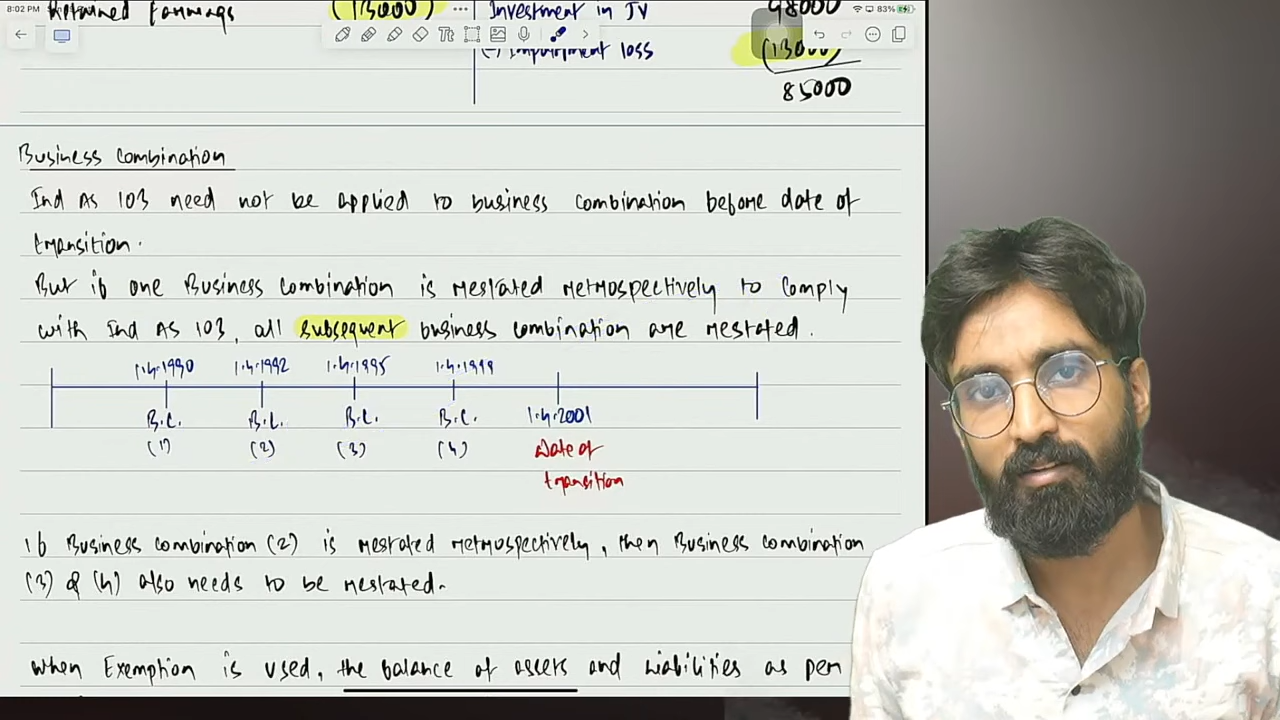 8:02 PM
83%
Retained Earnings (13000)
Investment in JV 98000
(-) Impairment loss (13000)
85000
Business Combination
Ind AS 103 need not be applied to business combination before date of
transition.
But if one Business Combination is restated retrospectively to comply
with Ind AS 103, all subsequent business combination are restated.
1.4.1990 1.4.1992 1.4.1995 1.4.1999
B.C. B.C. B.C. B.C. 1.4.2001
(1) (2) (3) (4) Date of
transition
If Business combination (2) is restated retrospectively, then Business combination
(3) & (4) also needs to be restated.
When Exemption is used, the balance of assets and liabilities as per